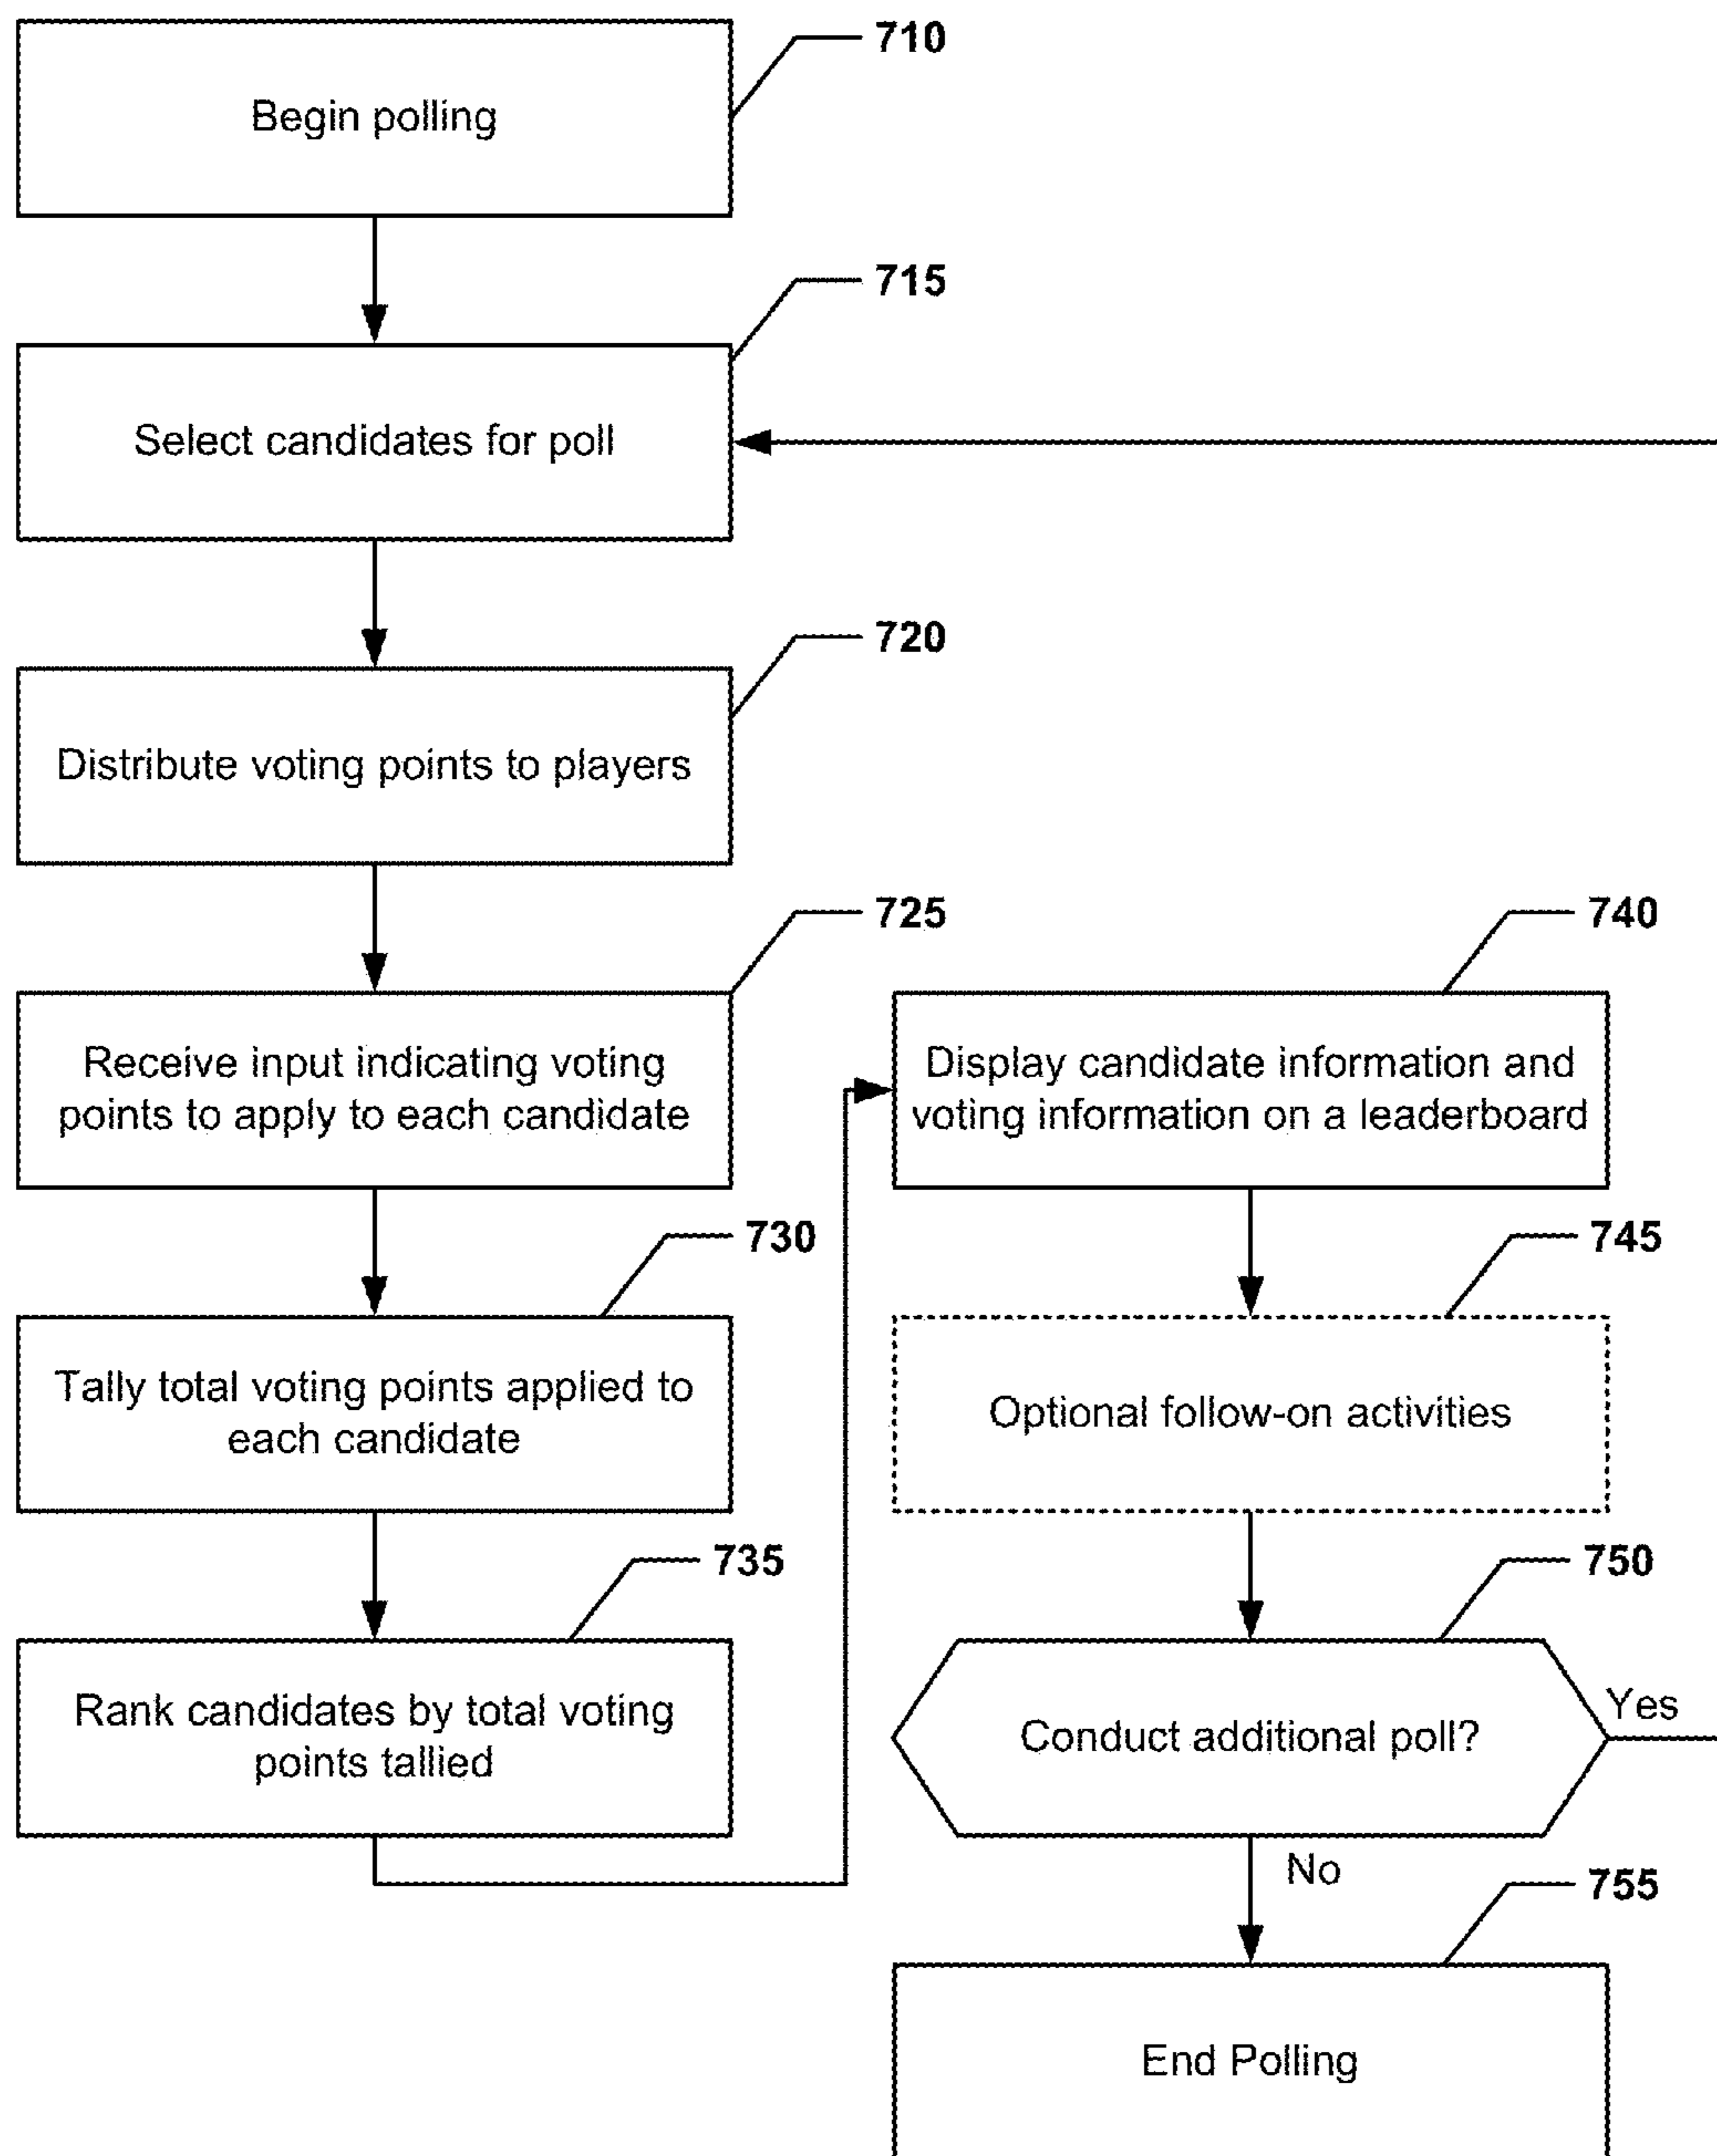 710
Begin polling
715
Select candidates for poll
720
Distribute voting points to players
725
Receive input indicating voting
points to apply to each candidate
730
Tally total voting points applied to
each candidate
735
Rank candidates by total voting
points tallied
740
Display candidate information and
voting information on a leaderboard
745
Optional follow-on activities
750
Conduct additional poll?
Yes
No
755
End Polling